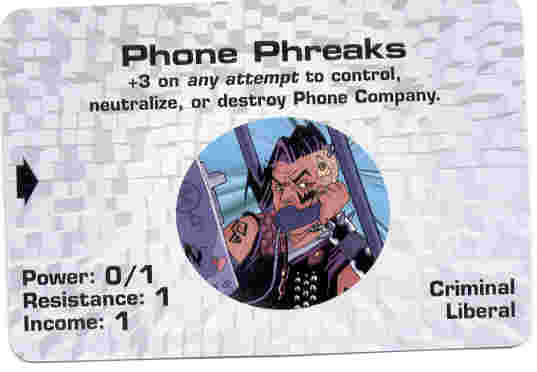 Phone Phreaks
+3 on any attempt to control,
neutralize, or destroy Phone Company.
Power: 0/1
Resistance: 1
Income: 1
Criminal
Liberal